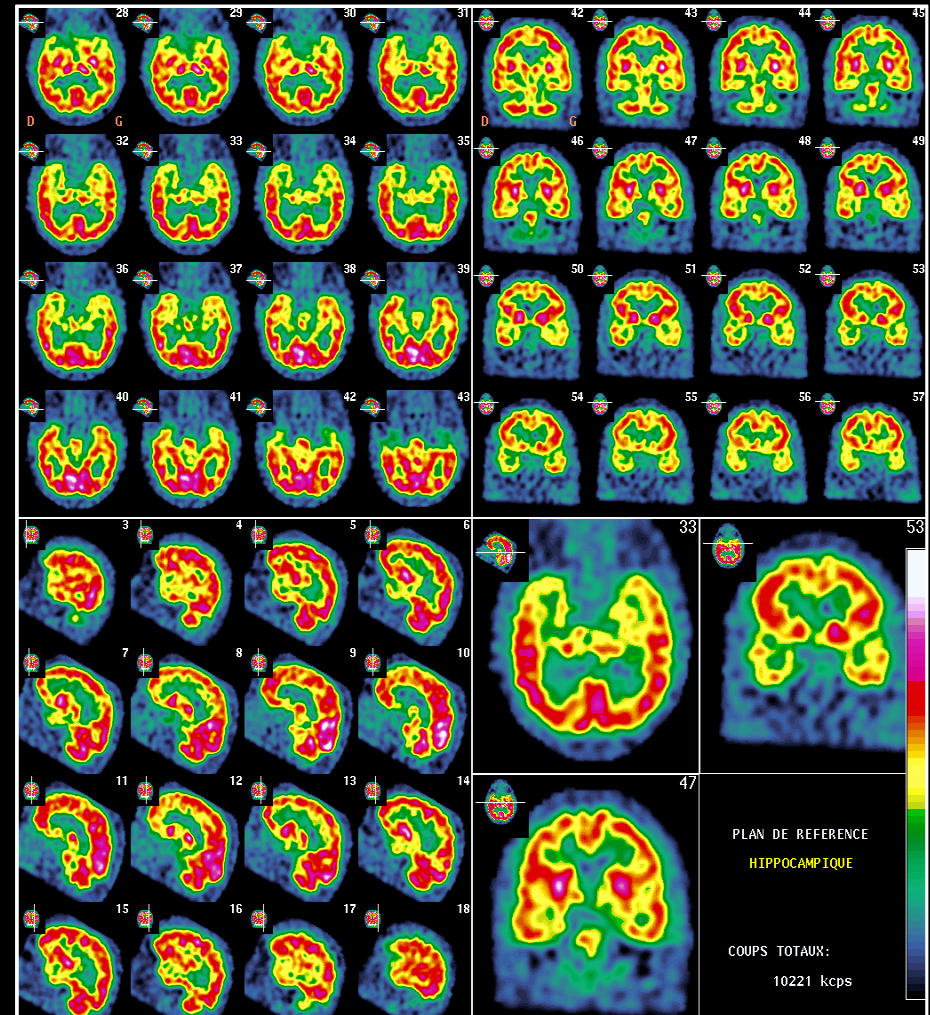 28 29 30 31 42 43 44 45
D G D G
32 33 34 35 46 47 48 49
36 37 38 39 50 51 52 53
40 41 42 43 54 55 56 57
3 4 5 6 33 53
7 8 9 10
11 12 13 14 47
PLAN DE REFERENCE
HIPPOCAMPIQUE
15 16 17 18
COUPS TOTAUX:
10221 kcps